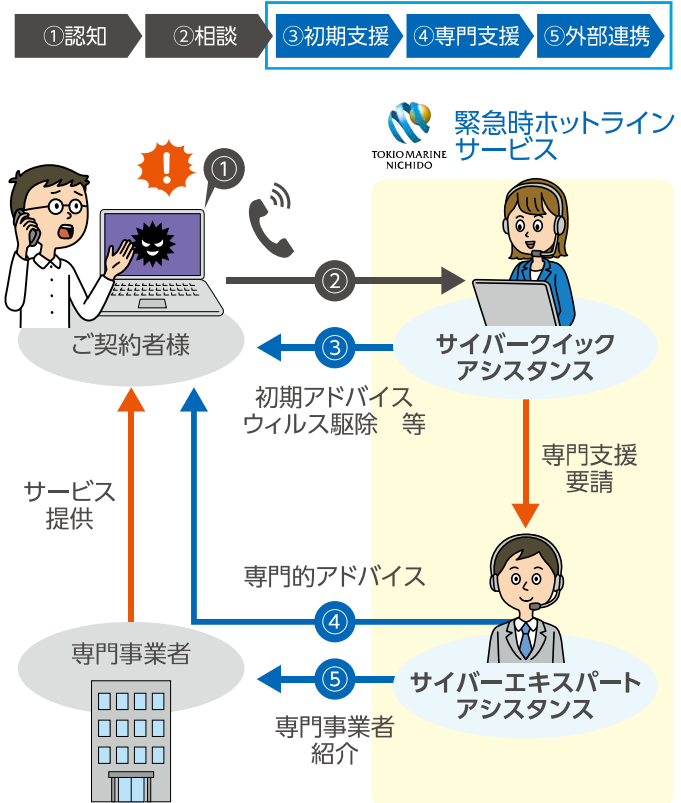 ①認知
②相談
③初期支援
④専門支援
⑤外部連携
TOKIO MARINE
NICHIDO
緊急時ホットライン
サービス
!
①
②
ご契約者様
③
サイバークイック
アシスタンス
初期アドバイス
ウィルス駆除　等
専門支援
要請
サービス
提供
専門的アドバイス
④
専門事業者
⑤
サイバーエキスパート
アシスタンス
専門事業者
紹介